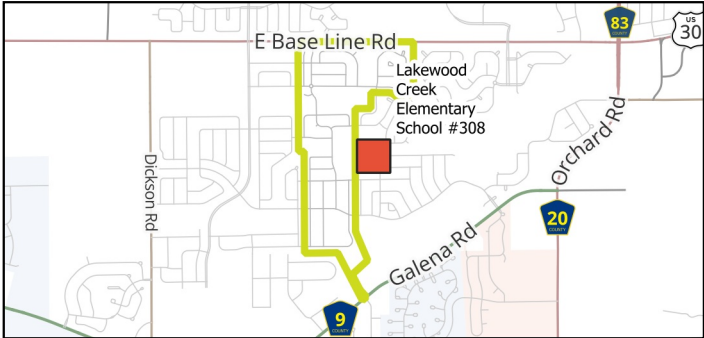 83
COUNTY
US
30
E Base Line Rd
Lakewood
Creek
Elementary
School #308
Dickson Rd
Orchard Rd
20
COUNTY
Galena Rd
9
COUNTY